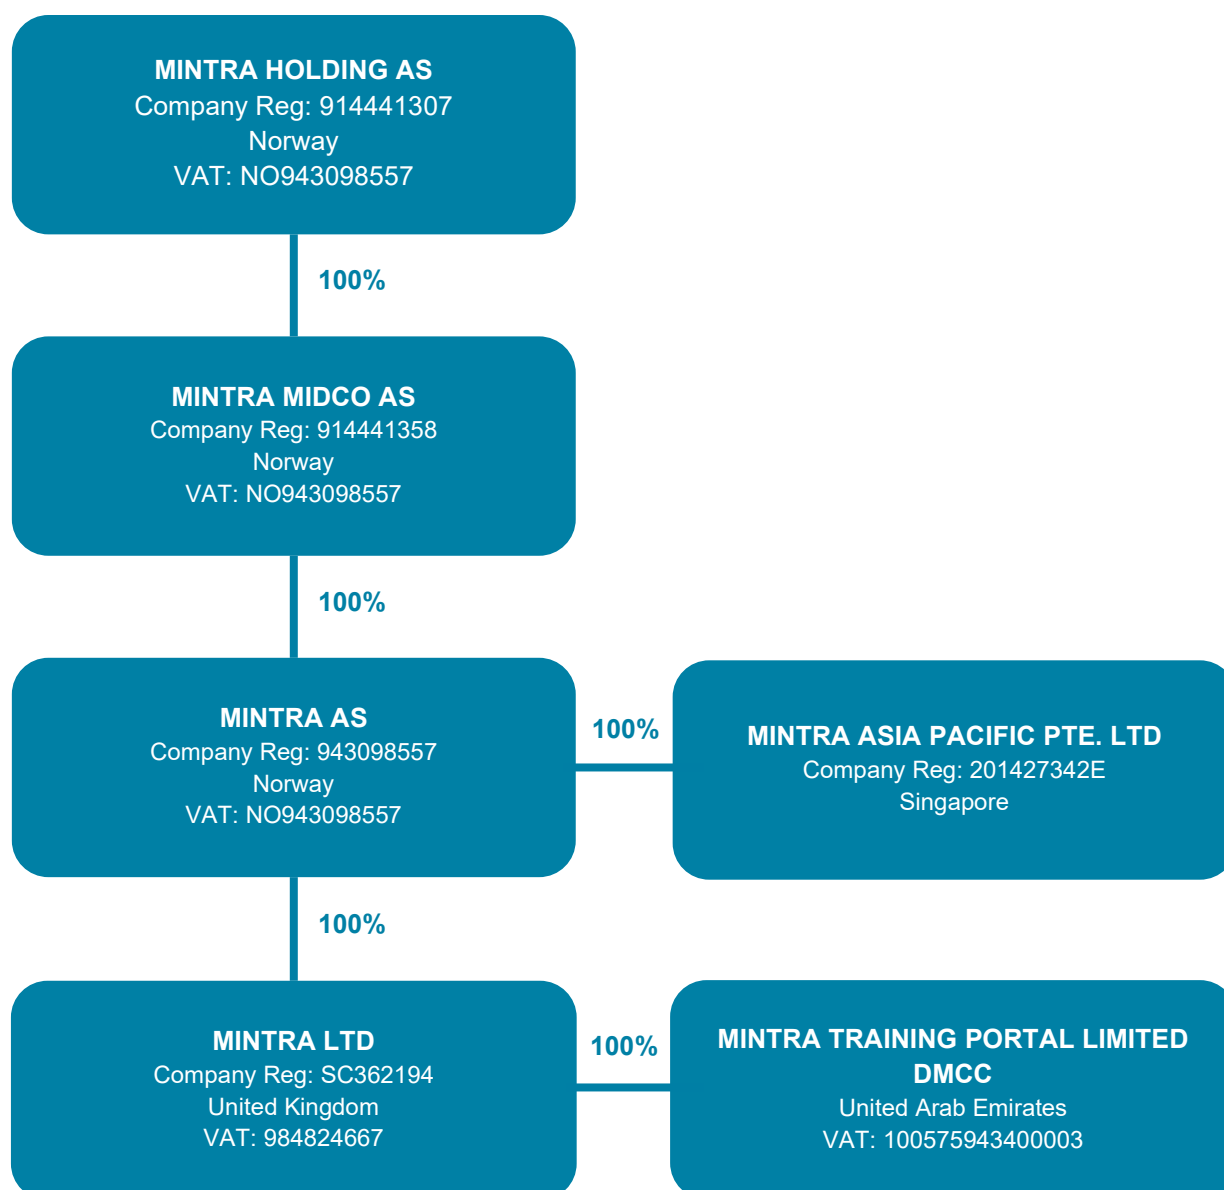 MINTRA HOLDING AS
Company Reg: 914441307
Norway
VAT: NO943098557
100%
MINTRA MIDCO AS
Company Reg: 914441358
Norway
VAT: NO943098557
100%
MINTRA AS
Company Reg: 943098557
Norway
VAT: NO943098557
100%
MINTRA ASIA PACIFIC PTE. LTD
Company Reg: 201427342E
Singapore
100%
MINTRA LTD
Company Reg: SC362194
United Kingdom
VAT: 984824667
100%
MINTRA TRAINING PORTAL LIMITED
DMCC
United Arab Emirates
VAT: 100575943400003